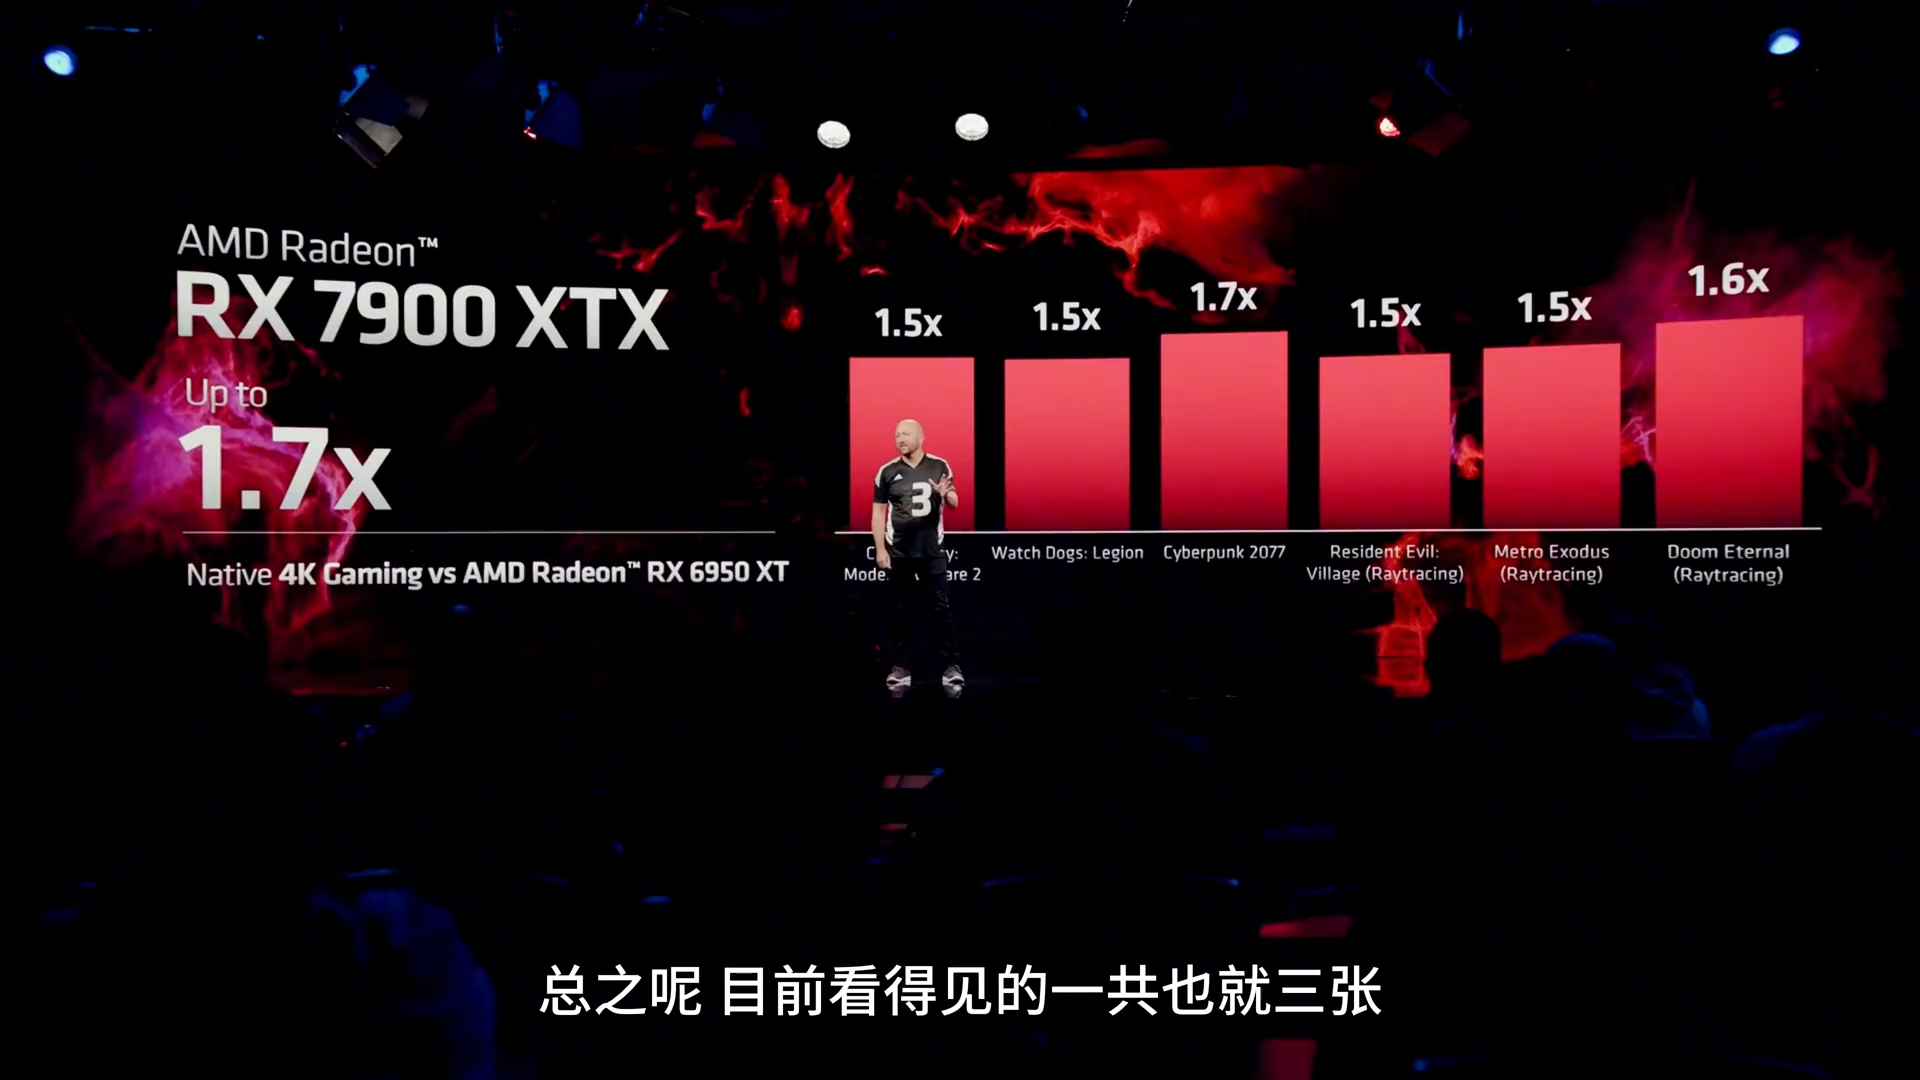 AMD Radeon™
RX 7900 XTX
Up to
1.7x
Native 4K Gaming vs AMD Radeon™ RX 6950 XT
1.5x
1.5x
1.7x
1.5x
1.5x
1.6x
3
Watch Dogs: Legion
Cyberpunk 2077
Resident Evil:
Village (Raytracing)
Metro Exodus
(Raytracing)
Doom Eternal
(Raytracing)
总之呢 目前看得见的一共也就三张